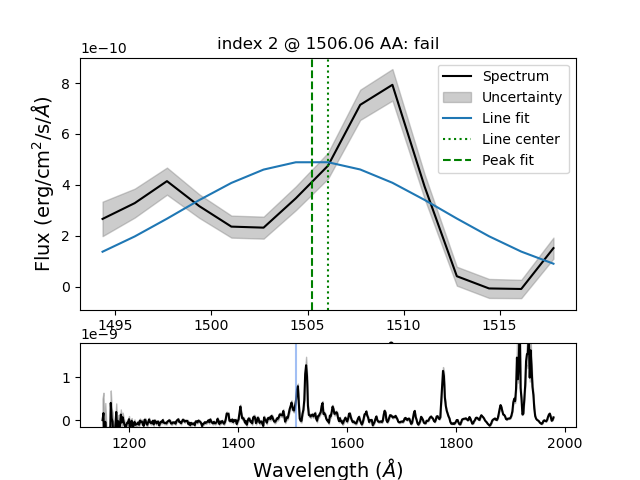 index 2 @ 1506.06 AA: fail
1e−10
Flux (erg/cm²/s/Å)
8
6
4
2
0
Spectrum
Uncertainty
Line fit
Line center
Peak fit
1495 1500 1505 1510 1515
1e−9
1
0
1200 1400 1600 1800 2000
Wavelength (Å)